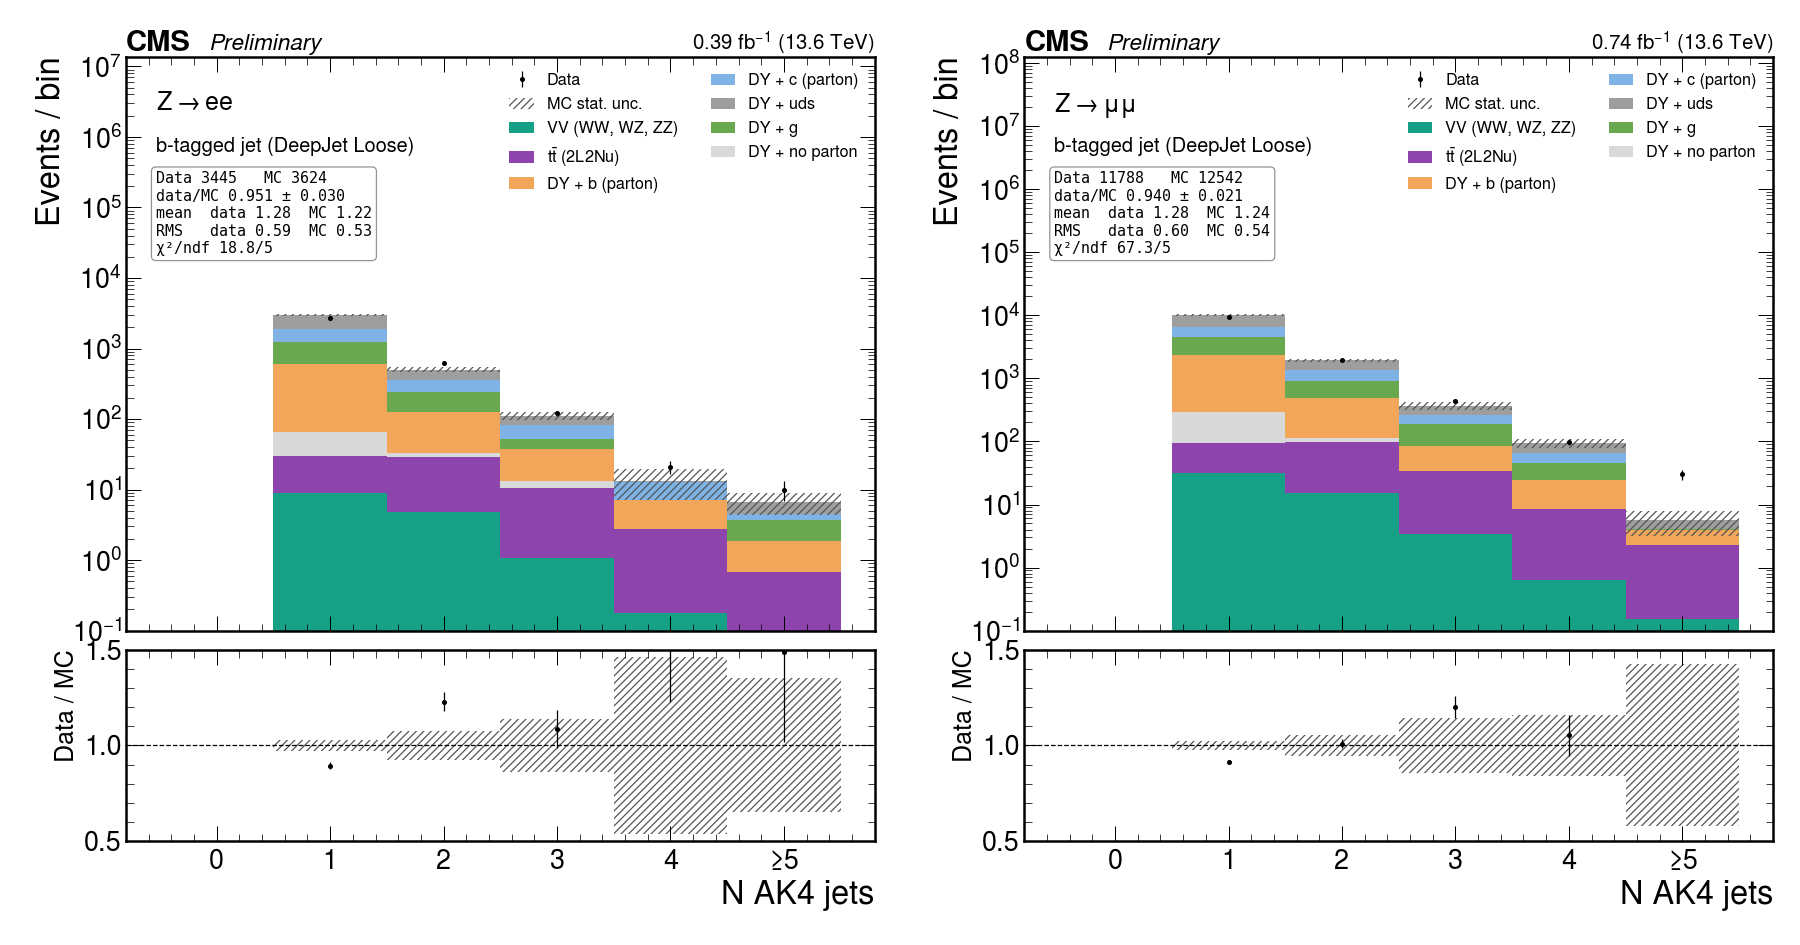 CMS Preliminary 0.39 fb⁻¹ (13.6 TeV)
Events / bin
10⁷
10⁶
10⁵
10⁴
10³
10²
10¹
10⁰
10⁻¹
Z → ee
b-tagged jet (DeepJet Loose)
Data 3445 MC 3624
data/MC 0.951 ± 0.030
mean data 1.28 MC 1.22
RMS data 0.59 MC 0.53
χ²/ndf 18.8/5
Data
MC stat. unc.
VV (WW, WZ, ZZ)
tt̄ (2L2Nu)
DY + b (parton)
DY + c (parton)
DY + uds
DY + g
DY + no parton
Data / MC
1.5
1.0
0.5
0 1 2 3 4 ≥5
N AK4 jets
CMS Preliminary 0.74 fb⁻¹ (13.6 TeV)
Events / bin
10⁸
10⁷
10⁶
10⁵
10⁴
10³
10²
10¹
10⁰
10⁻¹
Z → μμ
b-tagged jet (DeepJet Loose)
Data 11788 MC 12542
data/MC 0.940 ± 0.021
mean data 1.28 MC 1.24
RMS data 0.60 MC 0.54
χ²/ndf 67.3/5
Data
MC stat. unc.
VV (WW, WZ, ZZ)
tt̄ (2L2Nu)
DY + b (parton)
DY + c (parton)
DY + uds
DY + g
DY + no parton
Data / MC
1.5
1.0
0.5
0 1 2 3 4 ≥5
N AK4 jets